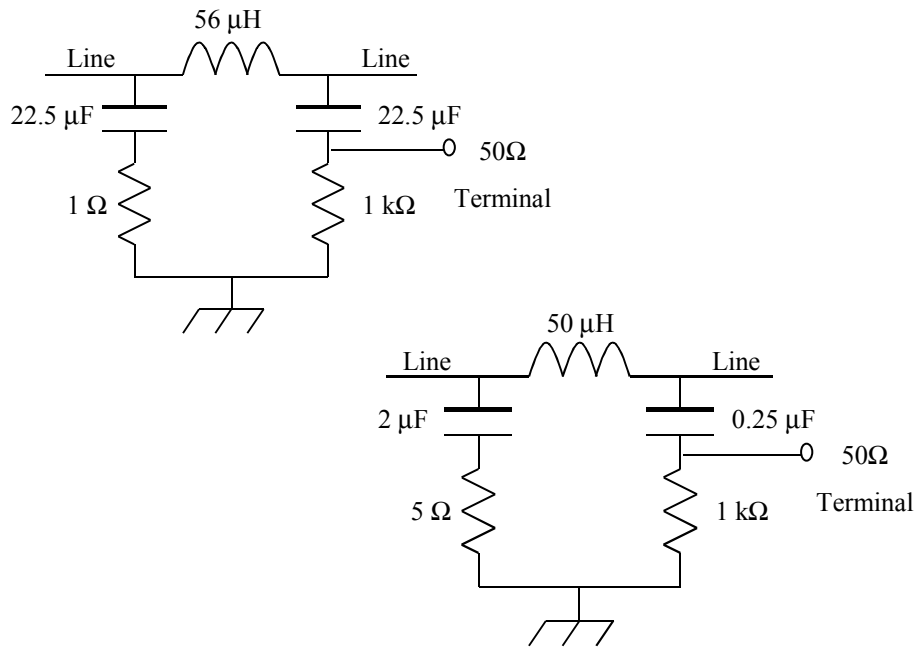 56 µH
Line Line
22.5 µF 22.5 µF
50Ω
Terminal
1 Ω 1 kΩ
50 µH
Line Line
2 µF 0.25 µF
50Ω
Terminal
5 Ω 1 kΩ